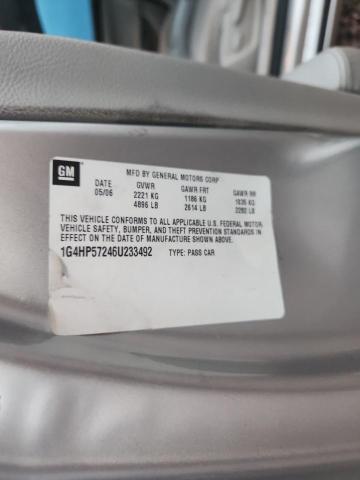 GM
MFD BY GENERAL MOTORS CORP
DATE GVWR GAWR FRT GAWR RR
05/06 2221 KG 1186 KG 1035 KG
4896 LB 2614 LB 2282 LB
THIS VEHICLE CONFORMS TO ALL APPLICABLE U.S. FEDERAL MOTOR
VEHICLE SAFETY, BUMPER, AND THEFT PREVENTION STANDARDS IN
EFFECT ON THE DATE OF MANUFACTURE SHOWN ABOVE.
1G4HP57246U233492 TYPE: PASS CAR